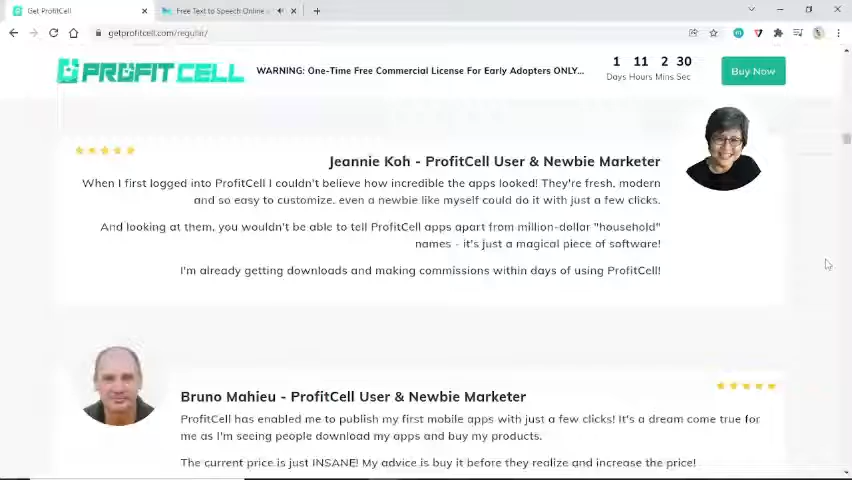 Get ProfitCell
Free Text to Speech Online
getprofitcell.com/regular/
PROFIT CELL
WARNING: One-Time Free Commercial License For Early Adopters ONLY...
1 11 2 30
Days Hours Mins Sec
Buy Now
Jeannie Koh - ProfitCell User & Newbie Marketer
When I first logged into ProfitCell I couldn't believe how incredible the apps looked! They're fresh, modern
and so easy to customize, even a newbie like myself could do it with just a few clicks.
And looking at them, you wouldn't be able to tell ProfitCell apps apart from million-dollar "household"
names - it's just a magical piece of software!
I'm already getting downloads and making commissions within days of using ProfitCell!
Bruno Mahieu - ProfitCell User & Newbie Marketer
ProfitCell has enabled me to publish my first mobile apps with just a few clicks! It's a dream come true for
me as I'm seeing people download my apps and buy my products.
The current price is just INSANE! My advice is buy it before they realize and increase the price!